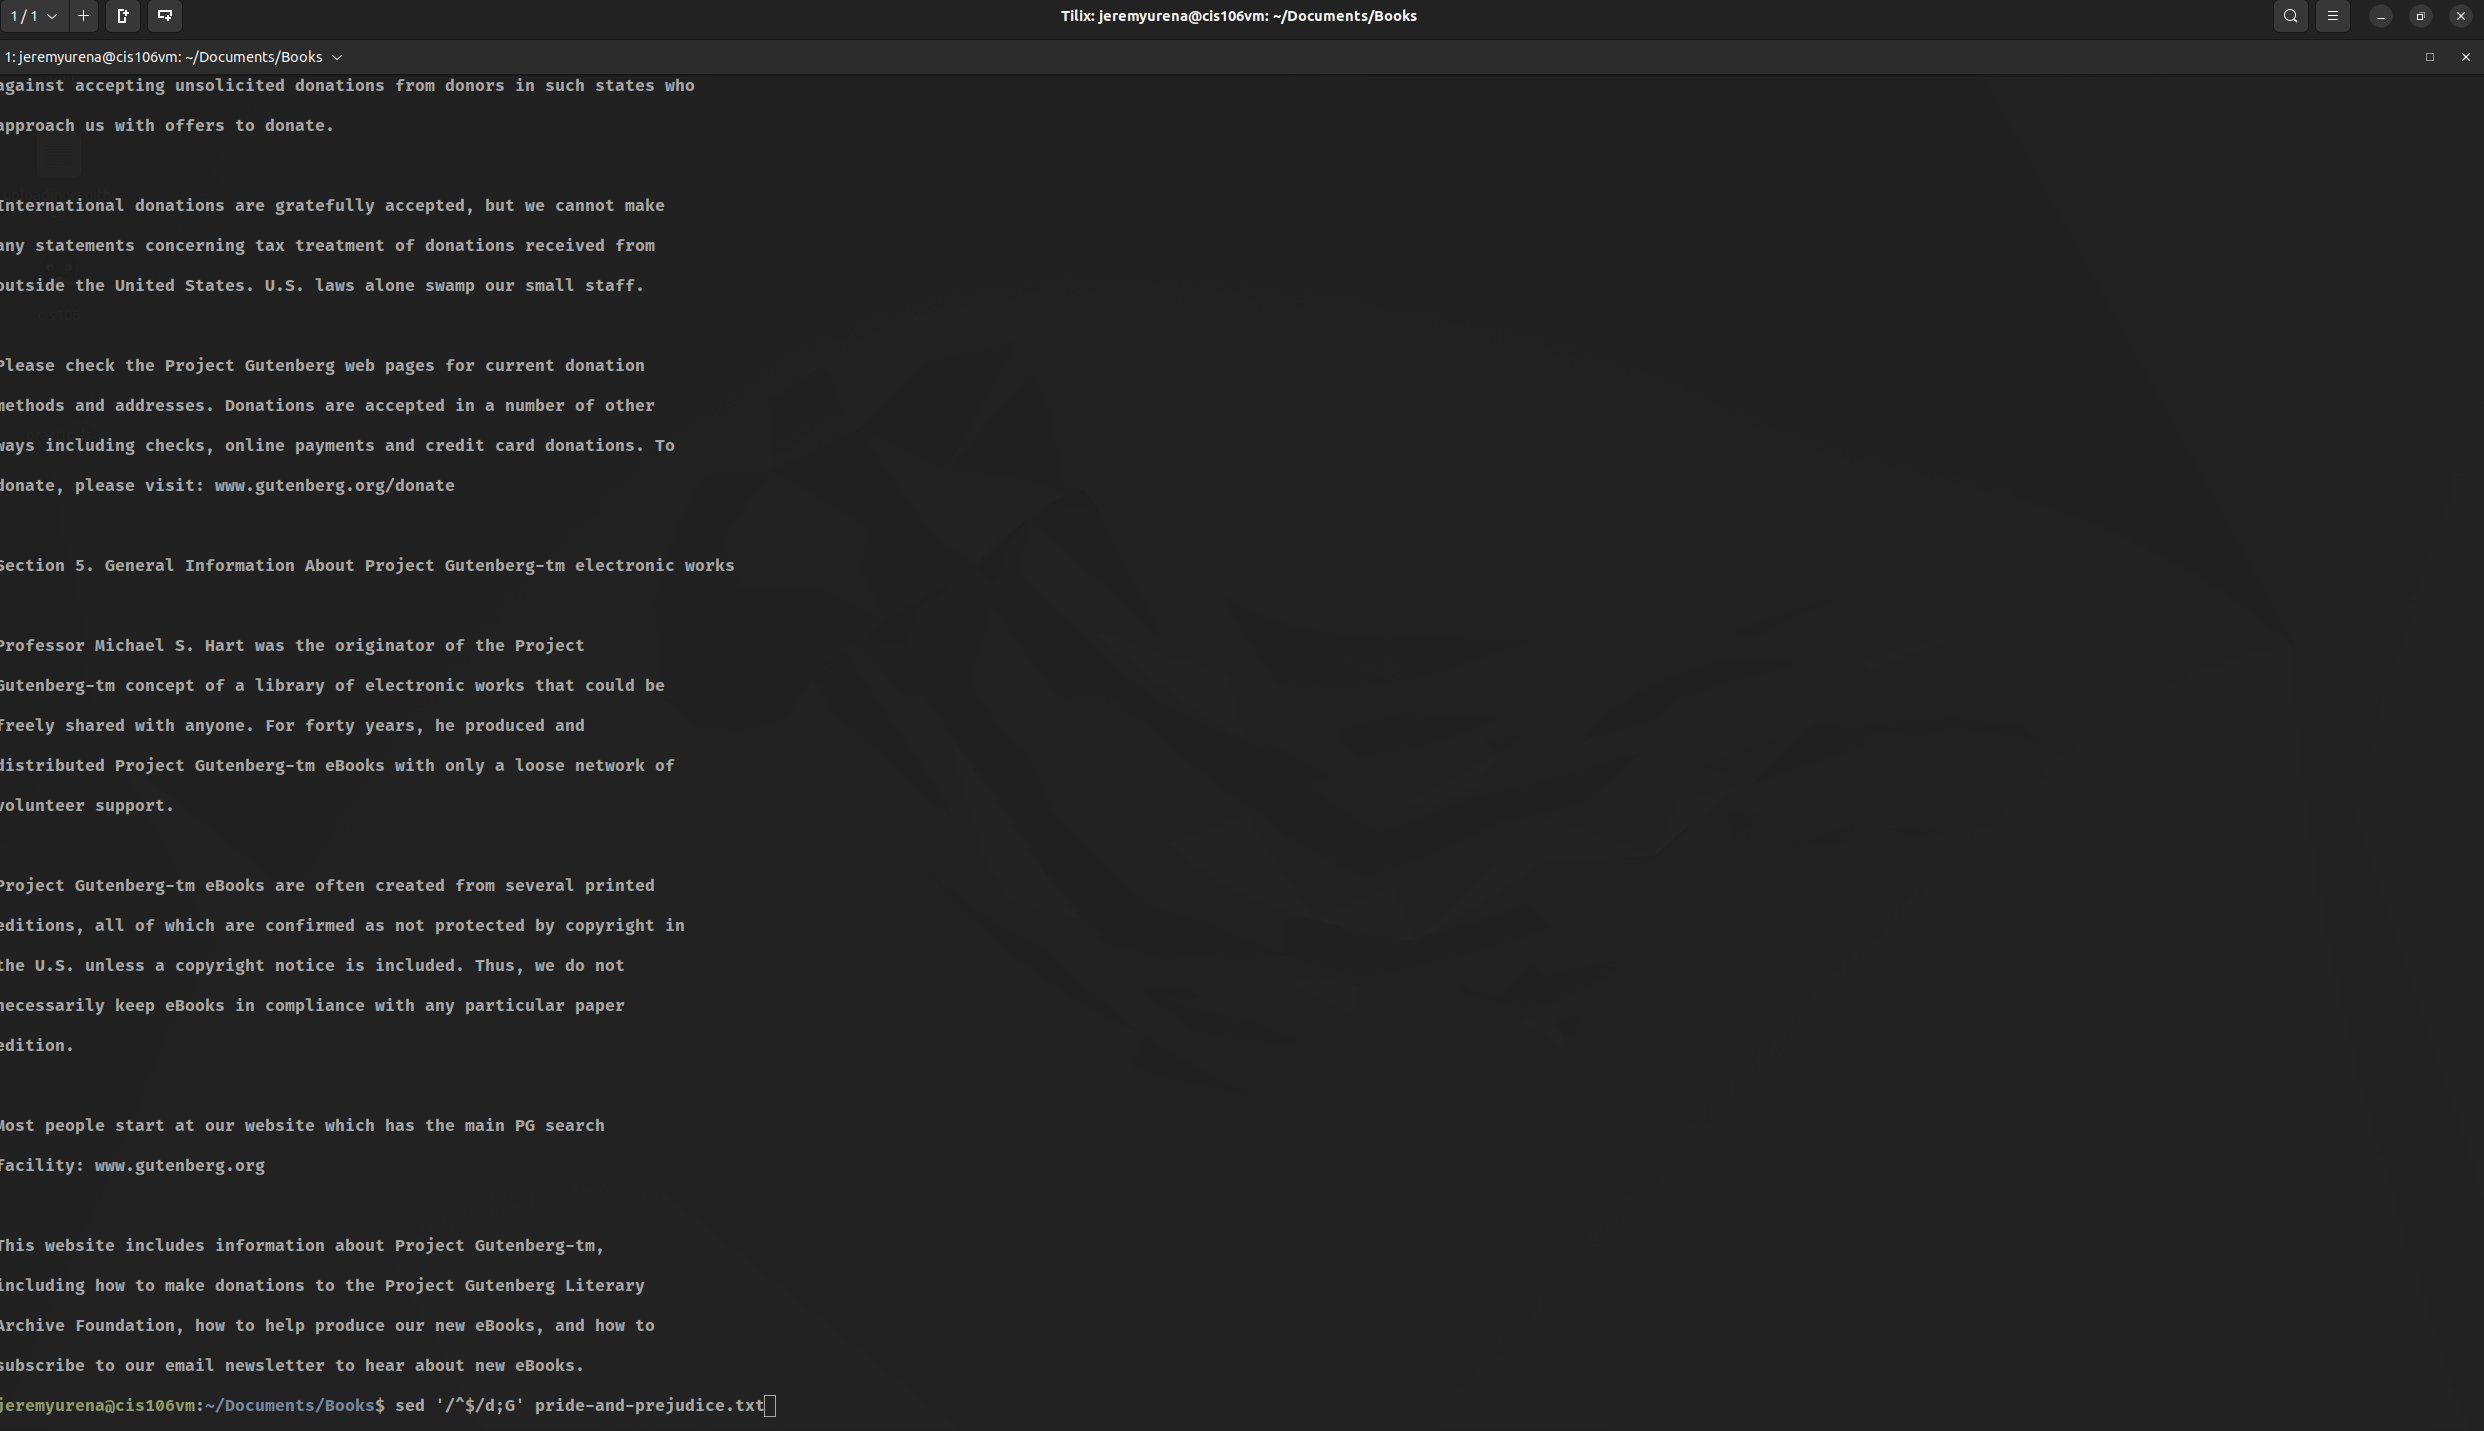 1 / 1
Tilix: jeremyurena@cis106vm: ~/Documents/Books
1: jeremyurena@cis106vm: ~/Documents/Books
against accepting unsolicited donations from donors in such states who
approach us with offers to donate.
International donations are gratefully accepted, but we cannot make
any statements concerning tax treatment of donations received from
outside the United States. U.S. laws alone swamp our small staff.
Please check the Project Gutenberg web pages for current donation
methods and addresses. Donations are accepted in a number of other
ways including checks, online payments and credit card donations. To
donate, please visit: www.gutenberg.org/donate
Section 5. General Information About Project Gutenberg-tm electronic works
Professor Michael S. Hart was the originator of the Project
Gutenberg-tm concept of a library of electronic works that could be
freely shared with anyone. For forty years, he produced and
distributed Project Gutenberg-tm eBooks with only a loose network of
volunteer support.
Project Gutenberg-tm eBooks are often created from several printed
editions, all of which are confirmed as not protected by copyright in
the U.S. unless a copyright notice is included. Thus, we do not
necessarily keep eBooks in compliance with any particular paper
edition.
Most people start at our website which has the main PG search
facility: www.gutenberg.org
This website includes information about Project Gutenberg-tm,
including how to make donations to the Project Gutenberg Literary
Archive Foundation, how to help produce our new eBooks, and how to
subscribe to our email newsletter to hear about new eBooks.
jeremyurena@cis106vm:~/Documents/Books$ sed '/^$/d;G' pride-and-prejudice.txt